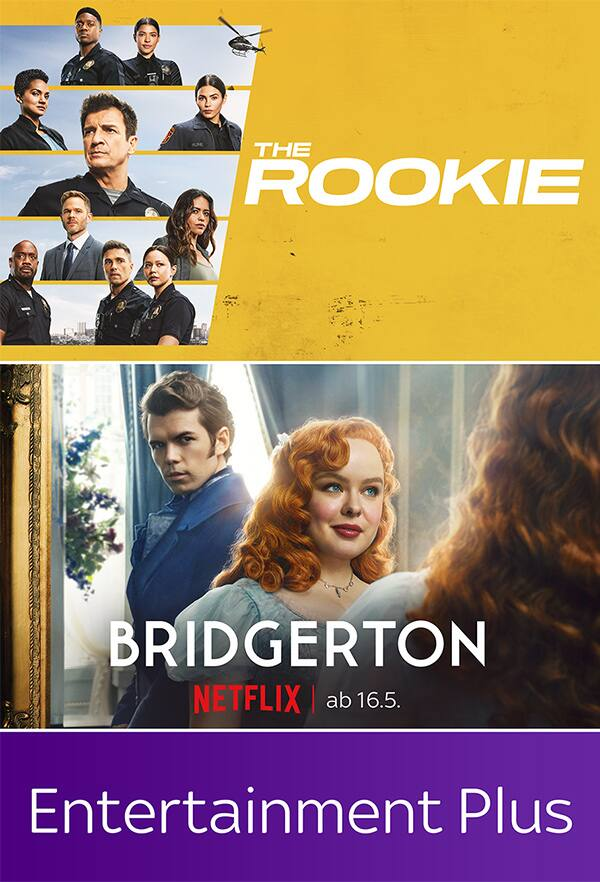 THE
ROOKIE
BRIDGERTON
NETFLIX | ab 16.5.
Entertainment Plus